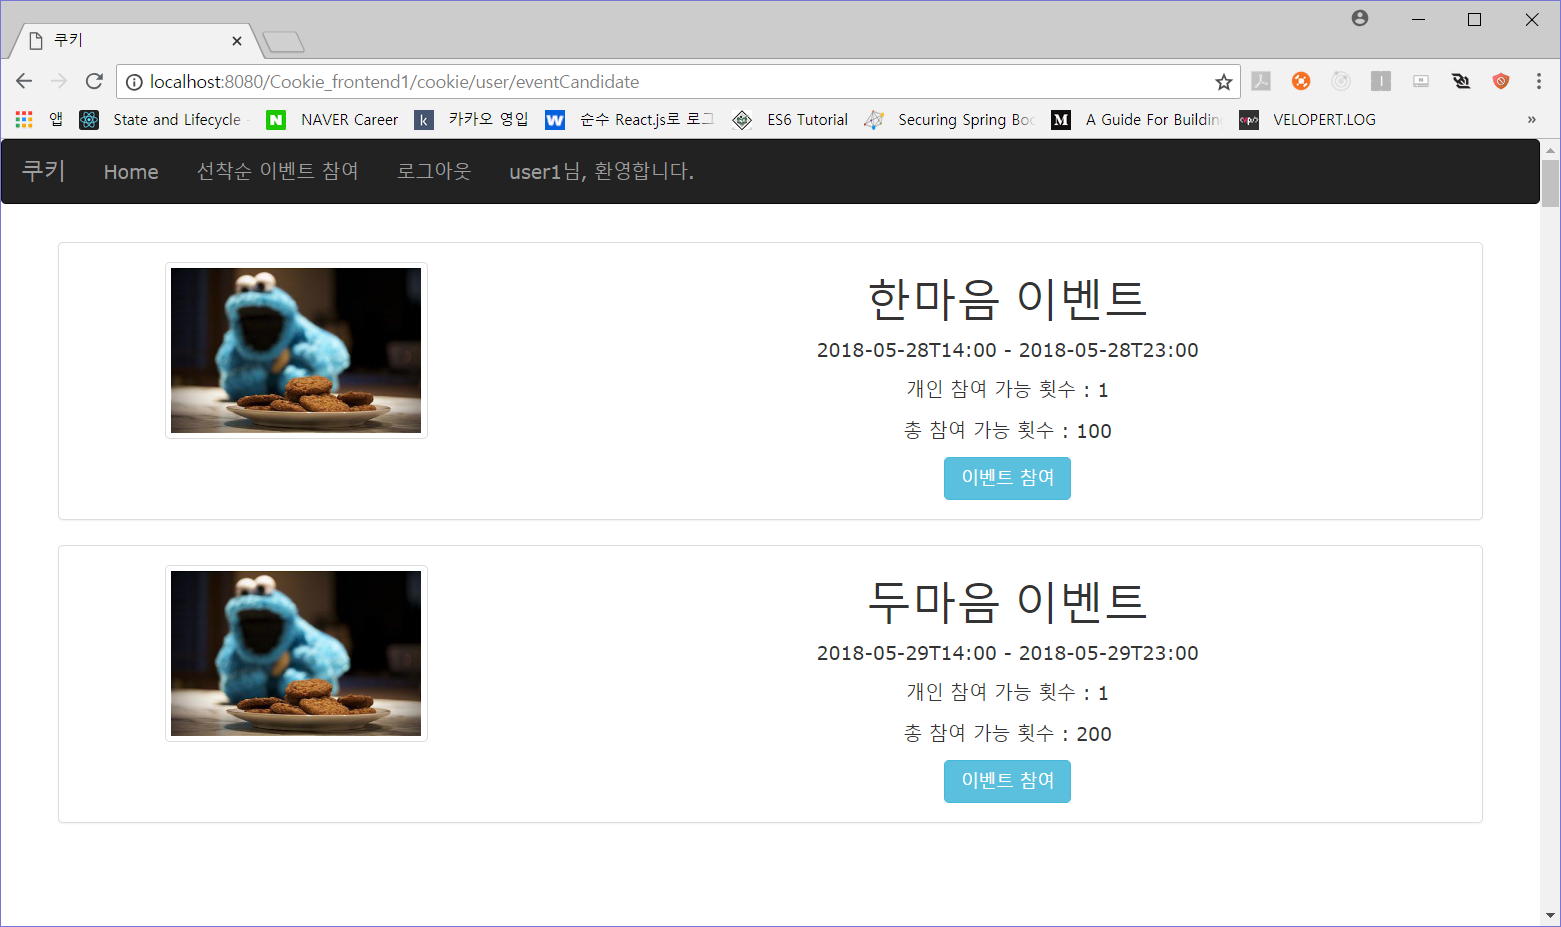 쿠키
localhost:8080/Cookie_frontend1/cookie/user/eventCandidate
앱 State and Lifecycle NAVER Career k 카카오 영입 W 순수 React.js로 로그 ES6 Tutorial Securing Spring Boo M A Guide For Buildin VELOPERT.LOG »
쿠키 Home 선착순 이벤트 참여 로그아웃 user1님, 환영합니다.
한마음 이벤트
2018-05-28T14:00 - 2018-05-28T23:00
개인 참여 가능 횟수 : 1
총 참여 가능 횟수 : 100
이벤트 참여
두마음 이벤트
2018-05-29T14:00 - 2018-05-29T23:00
개인 참여 가능 횟수 : 1
총 참여 가능 횟수 : 200
이벤트 참여